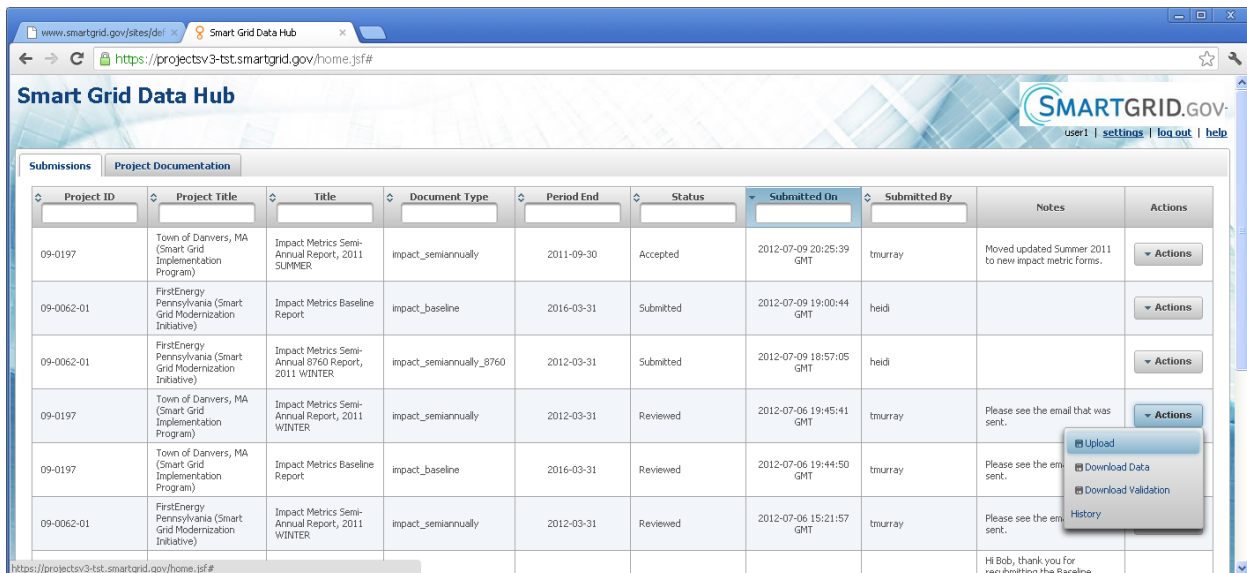 www.smartgrid.gov/sites/def
Smart Grid Data Hub
https://projectsv3-tst.smartgrid.gov/home.jsf#
Smart Grid Data Hub
SMARTGRID.GOV
user1 | settings | log out | help
Submissions Project Documentation
Project ID Project Title Title Document Type Period End Status Submitted On Submitted By Notes Actions
09-0197
Town of Danvers, MA
(Smart Grid
Implementation
Program)
Impact Metrics Semi-
Annual Report, 2011
SUMMER
impact_semiannually
2011-09-30
Accepted
2012-07-09 20:25:39
GMT
tmurray
Moved updated Summer 2011
to new impact metric forms.
Actions
09-0062-01
FirstEnergy
Pennsylvania (Smart
Grid Modernization
Initiative)
Impact Metrics Baseline
Report
impact_baseline
2016-03-31
Submitted
2012-07-09 19:00:44
GMT
heidi
Actions
09-0062-01
FirstEnergy
Pennsylvania (Smart
Grid Modernization
Initiative)
Impact Metrics Semi-
Annual 8760 Report,
2011 WINTER
impact_semiannually_8760
2012-03-31
Submitted
2012-07-09 18:57:05
GMT
heidi
Actions
09-0197
Town of Danvers, MA
(Smart Grid
Implementation
Program)
Impact Metrics Semi-
Annual Report, 2011
WINTER
impact_semiannually
2012-03-31
Reviewed
2012-07-06 19:45:41
GMT
tmurray
Please see the email that was
sent.
Actions
Upload
Download Data
Download Validation
History
09-0197
Town of Danvers, MA
(Smart Grid
Implementation
Program)
Impact Metrics Baseline
Report
impact_baseline
2016-03-31
Reviewed
2012-07-06 19:44:50
GMT
tmurray
Please see the em
sent.
09-0062-01
FirstEnergy
Pennsylvania (Smart
Grid Modernization
Initiative)
Impact Metrics Semi-
Annual Report, 2011
WINTER
impact_semiannually
2012-03-31
Reviewed
2012-07-06 15:21:57
GMT
tmurray
Please see the em
sent.
Hi Bob, thank you for
resubmitting the Baseline
https://projectsv3-tst.smartgrid.gov/home.jsf#